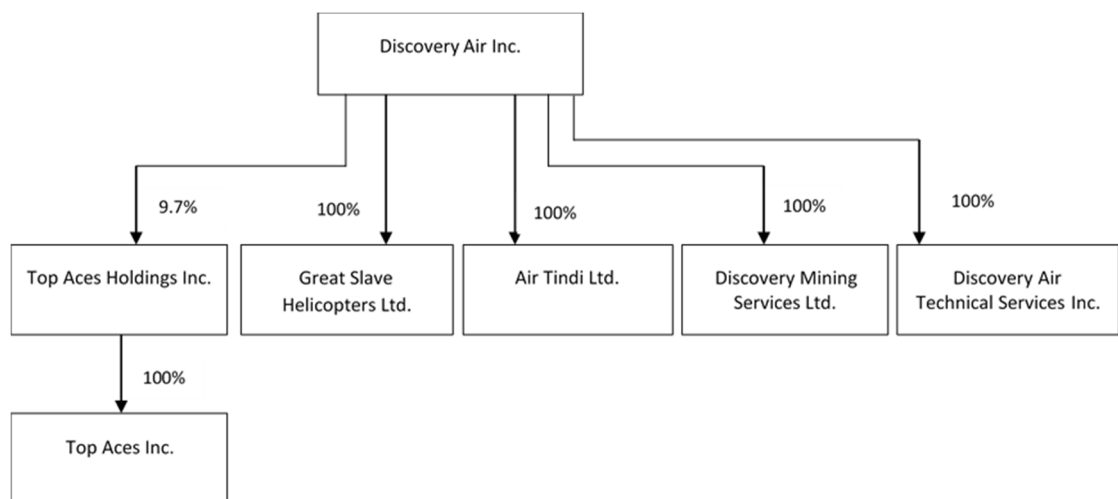 Discovery Air Inc.
9.7%
100%
100%
100%
100%
Top Aces Holdings Inc.
Great Slave
Helicopters Ltd.
Air Tindi Ltd.
Discovery Mining
Services Ltd.
Discovery Air
Technical Services Inc.
100%
Top Aces Inc.